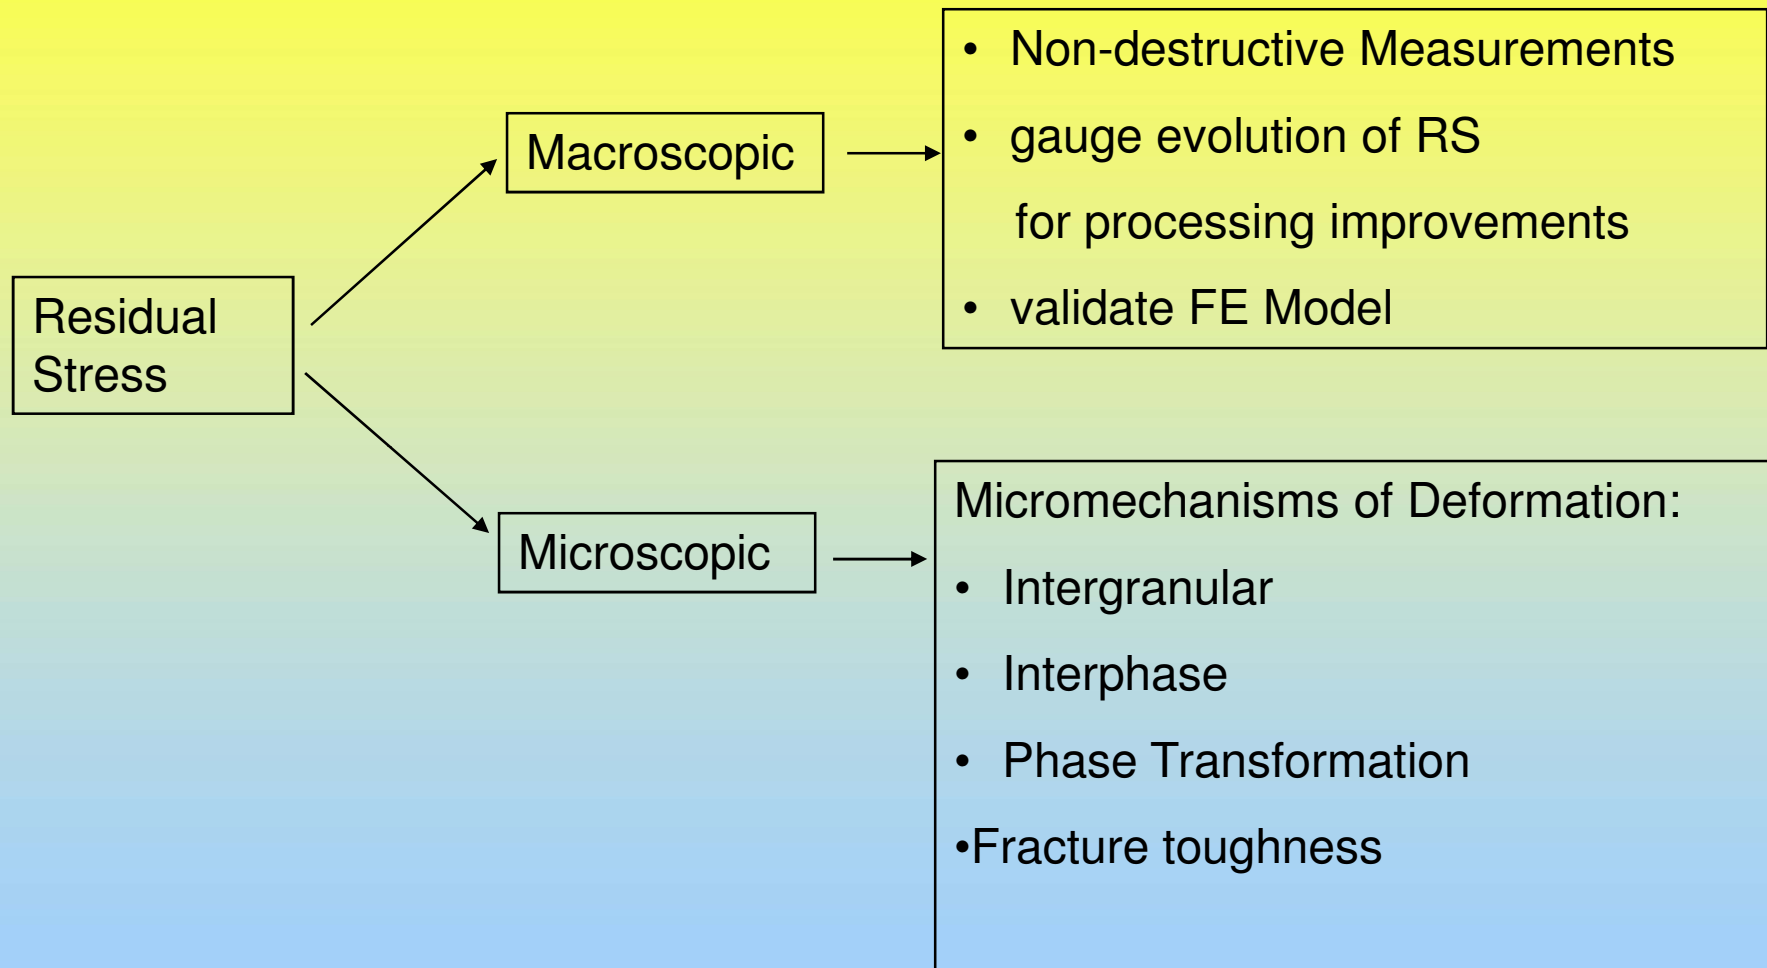 Residual
Stress
Macroscopic
• Non-destructive Measurements
• gauge evolution of RS
for processing improvements
• validate FE Model
Microscopic
Micromechanisms of Deformation:
• Intergranular
• Interphase
• Phase Transformation
•Fracture toughness